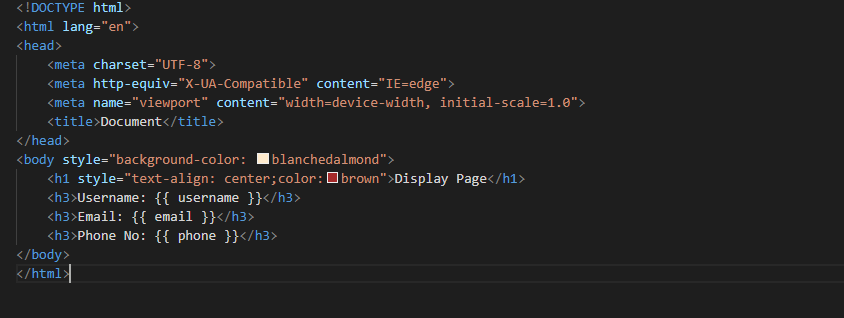 <!DOCTYPE html>
<html lang="en">
<head>
    <meta charset="UTF-8">
    <meta http-equiv="X-UA-Compatible" content="IE=edge">
    <meta name="viewport" content="width=device-width, initial-scale=1.0">
    <title>Document</title>
</head>
<body style="background-color: blanchedalmond">
    <h1 style="text-align: center;color:brown">Display Page</h1>
    <h3>Username: {{ username }}</h3>
    <h3>Email: {{ email }}</h3>
    <h3>Phone No: {{ phone }}</h3>
</body>
</html>